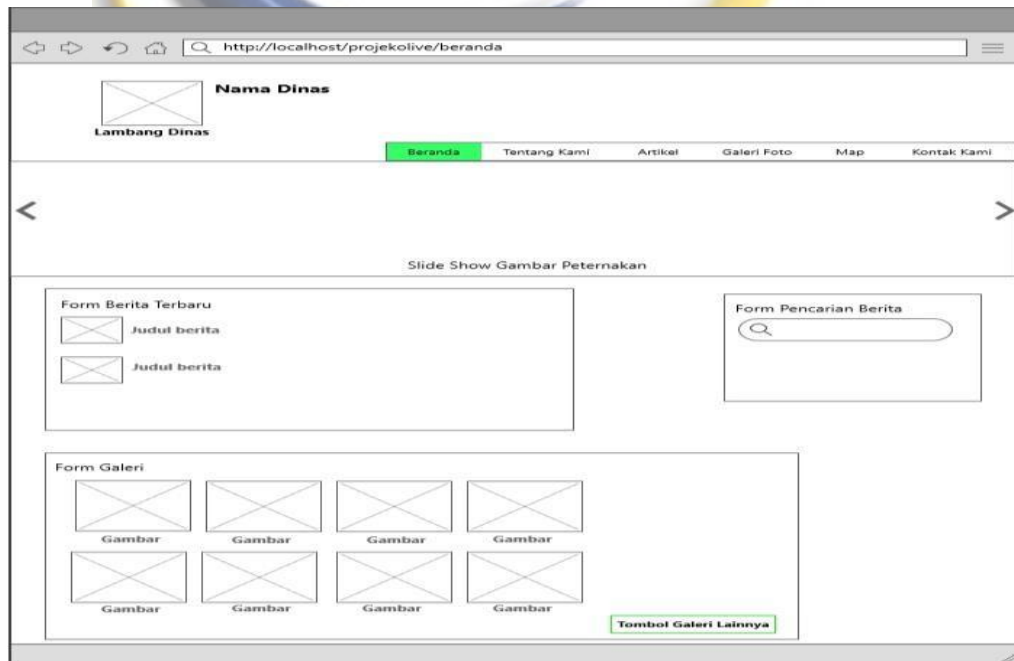 http://localhost/projekolive/beranda
Nama Dinas
Lambang Dinas
Beranda Tentang Kami Artikel Galeri Foto Map Kontak Kami
Slide Show Gambar Peternakan
Form Berita Terbaru
Judul berita
Judul berita
Form Pencarian Berita
Form Galeri
Gambar Gambar Gambar Gambar
Gambar Gambar Gambar Gambar
Tombol Galeri Lainnya